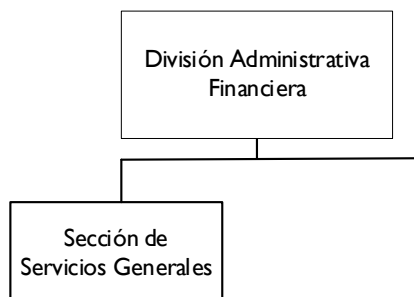 División Administrativa
Financiera
Sección de
Servicios Generales